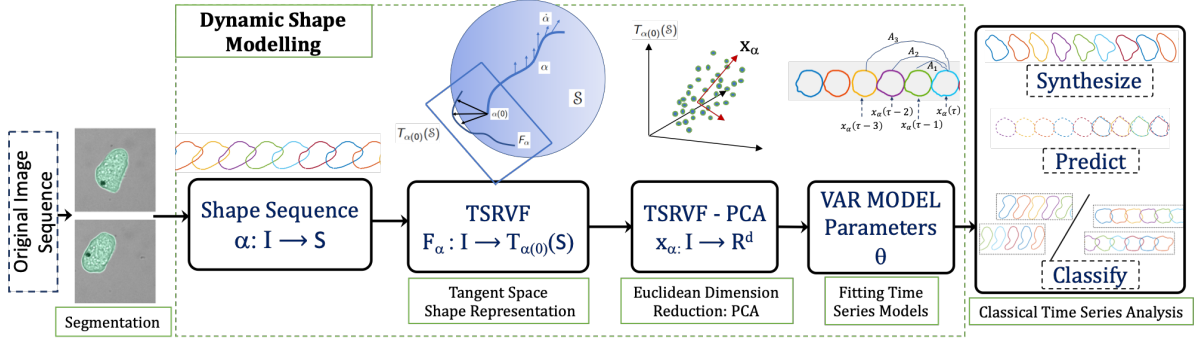 Dynamic Shape
Modelling
Original Image
Sequence
Segmentation
Shape Sequence
α: I ⟶ S
α̇
α
𝒮
α(0)
T_α(0)(𝒮)
F_α
TSRVF
F_α : I ⟶ T_α(0)(S)
Tangent Space
Shape Representation
T_α(0)(𝒮)
x_α
TSRVF - PCA
x_α: I ⟶ R^d
Euclidean Dimension
Reduction: PCA
A_3
A_2
A_1
x_α(τ−2) x_α(τ)
x_α(τ−3) x_α(τ−1)
VAR MODEL
Parameters
θ
Fitting Time
Series Models
Synthesize
Predict
Classify
Classical Time Series Analysis